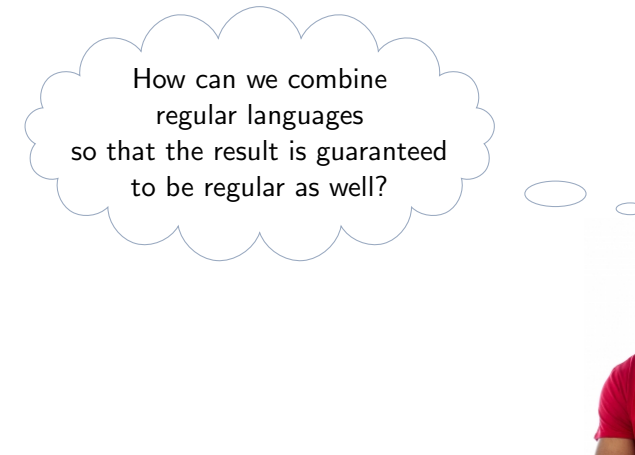 How can we combine
regular languages
so that the result is guaranteed
to be regular as well?